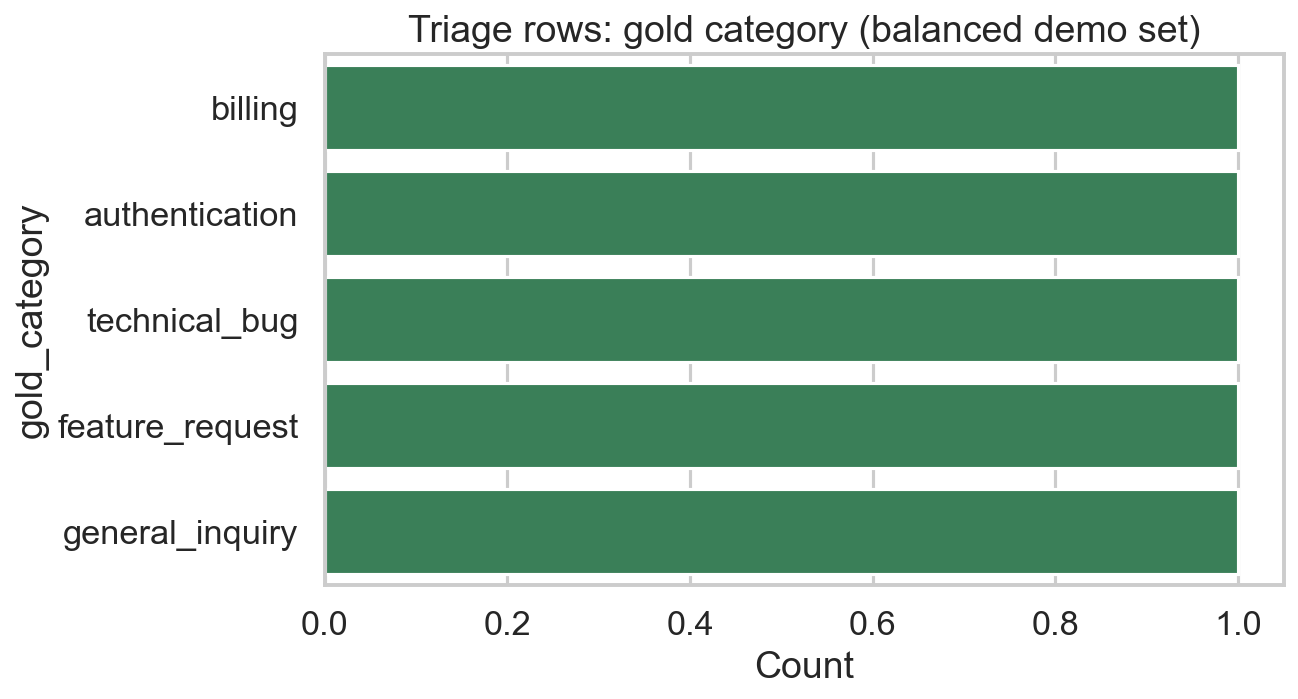 Triage rows: gold category (balanced demo set)
gold_category
billing
authentication
technical_bug
feature_request
general_inquiry
0.0 0.2 0.4 0.6 0.8 1.0
Count